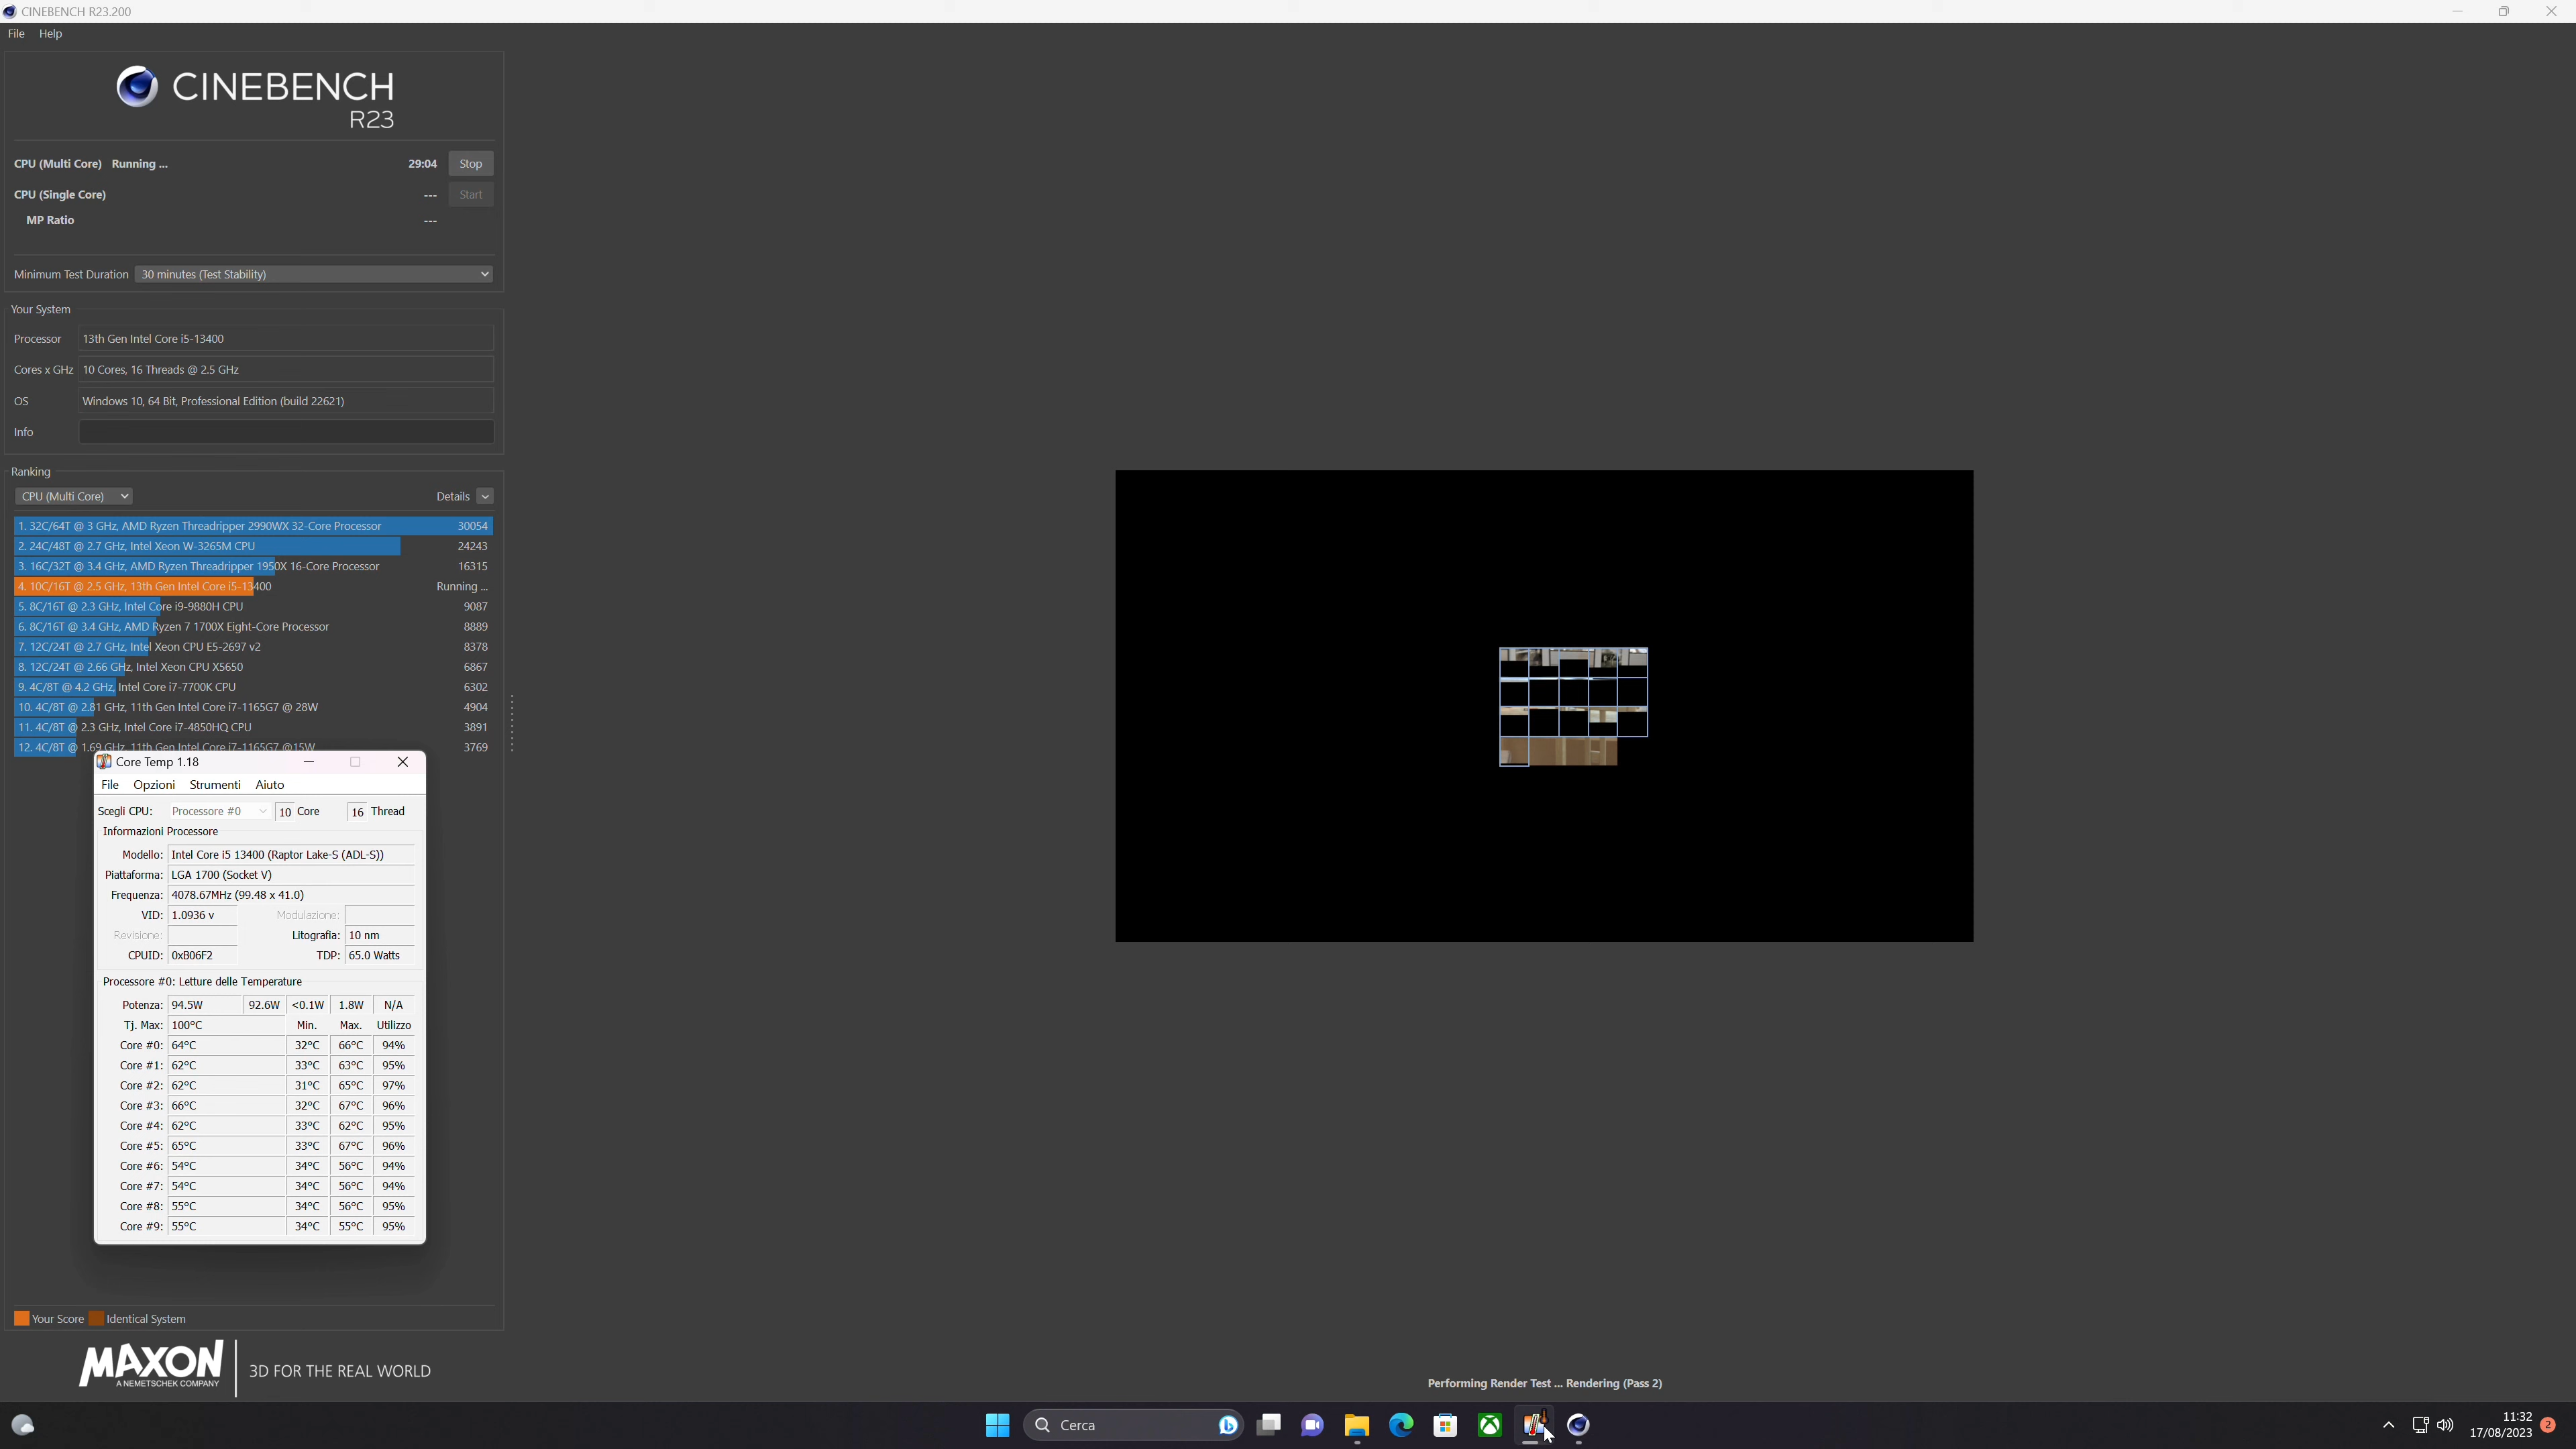 CINEBENCH R23.200
File Help
CINEBENCH
R23
CPU (Multi Core) Running ... 29:04 Stop
CPU (Single Core) --- Start
MP Ratio ---
Minimum Test Duration 30 minutes (Test Stability)
Your System
Processor 13th Gen Intel Core i5-13400
Cores x GHz 10 Cores, 16 Threads @ 2.5 GHz
OS Windows 10, 64 Bit, Professional Edition (build 22621)
Info
Ranking
CPU (Multi Core) Details
1. 32C/64T @ 3 GHz, AMD Ryzen Threadripper 2990WX 32-Core Processor 30054
2. 24C/48T @ 2.7 GHz, Intel Xeon W-3265M CPU 24243
3. 16C/32T @ 3.4 GHz, AMD Ryzen Threadripper 1950X 16-Core Processor 16315
4. 10C/16T @ 2.5 GHz, 13th Gen Intel Core i5-13400 Running ...
5. 8C/16T @ 2.3 GHz, Intel Core i9-9880H CPU 9087
6. 8C/16T @ 3.4 GHz, AMD Ryzen 7 1700X Eight-Core Processor 8889
7. 12C/24T @ 2.7 GHz, Intel Xeon CPU E5-2697 v2 8378
8. 12C/24T @ 2.66 GHz, Intel Xeon CPU X5650 6867
9. 4C/8T @ 4.2 GHz, Intel Core i7-7700K CPU 6302
10. 4C/8T @ 2.81 GHz, 11th Gen Intel Core i7-1165G7 @ 28W 4904
11. 4C/8T @ 2.3 GHz, Intel Core i7-4850HQ CPU 3891
12. 4C/8T @ 1.69 GHz, 11th Gen Intel Core i7-1165G7 @15W 3769
Core Temp 1.18
File Opzioni Strumenti Aiuto
Scegli CPU: Processore #0 10 Core 16 Thread
Informazioni Processore
Modello: Intel Core i5 13400 (Raptor Lake-S (ADL-S))
Piattaforma: LGA 1700 (Socket V)
Frequenza: 4078.67MHz (99.48 x 41.0)
VID: 1.0936 v Modulazione:
Revisione: Litografia: 10 nm
CPUID: 0xB06F2 TDP: 65.0 Watts
Processore #0: Letture delle Temperature
Potenza: 94.5W 92.6W <0.1W 1.8W N/A
Tj. Max: 100°C Min. Max. Utilizzo
Core #0: 64°C 32°C 66°C 94%
Core #1: 62°C 33°C 63°C 95%
Core #2: 62°C 31°C 65°C 97%
Core #3: 66°C 32°C 67°C 96%
Core #4: 62°C 33°C 62°C 95%
Core #5: 65°C 33°C 67°C 96%
Core #6: 54°C 34°C 56°C 94%
Core #7: 54°C 34°C 56°C 94%
Core #8: 55°C 34°C 56°C 95%
Core #9: 55°C 34°C 55°C 95%
Your Score Identical System
MAXON
A NEMETSCHEK COMPANY
3D FOR THE REAL WORLD
Performing Render Test ... Rendering (Pass 2)
Cerca
11:32
17/08/2023
2